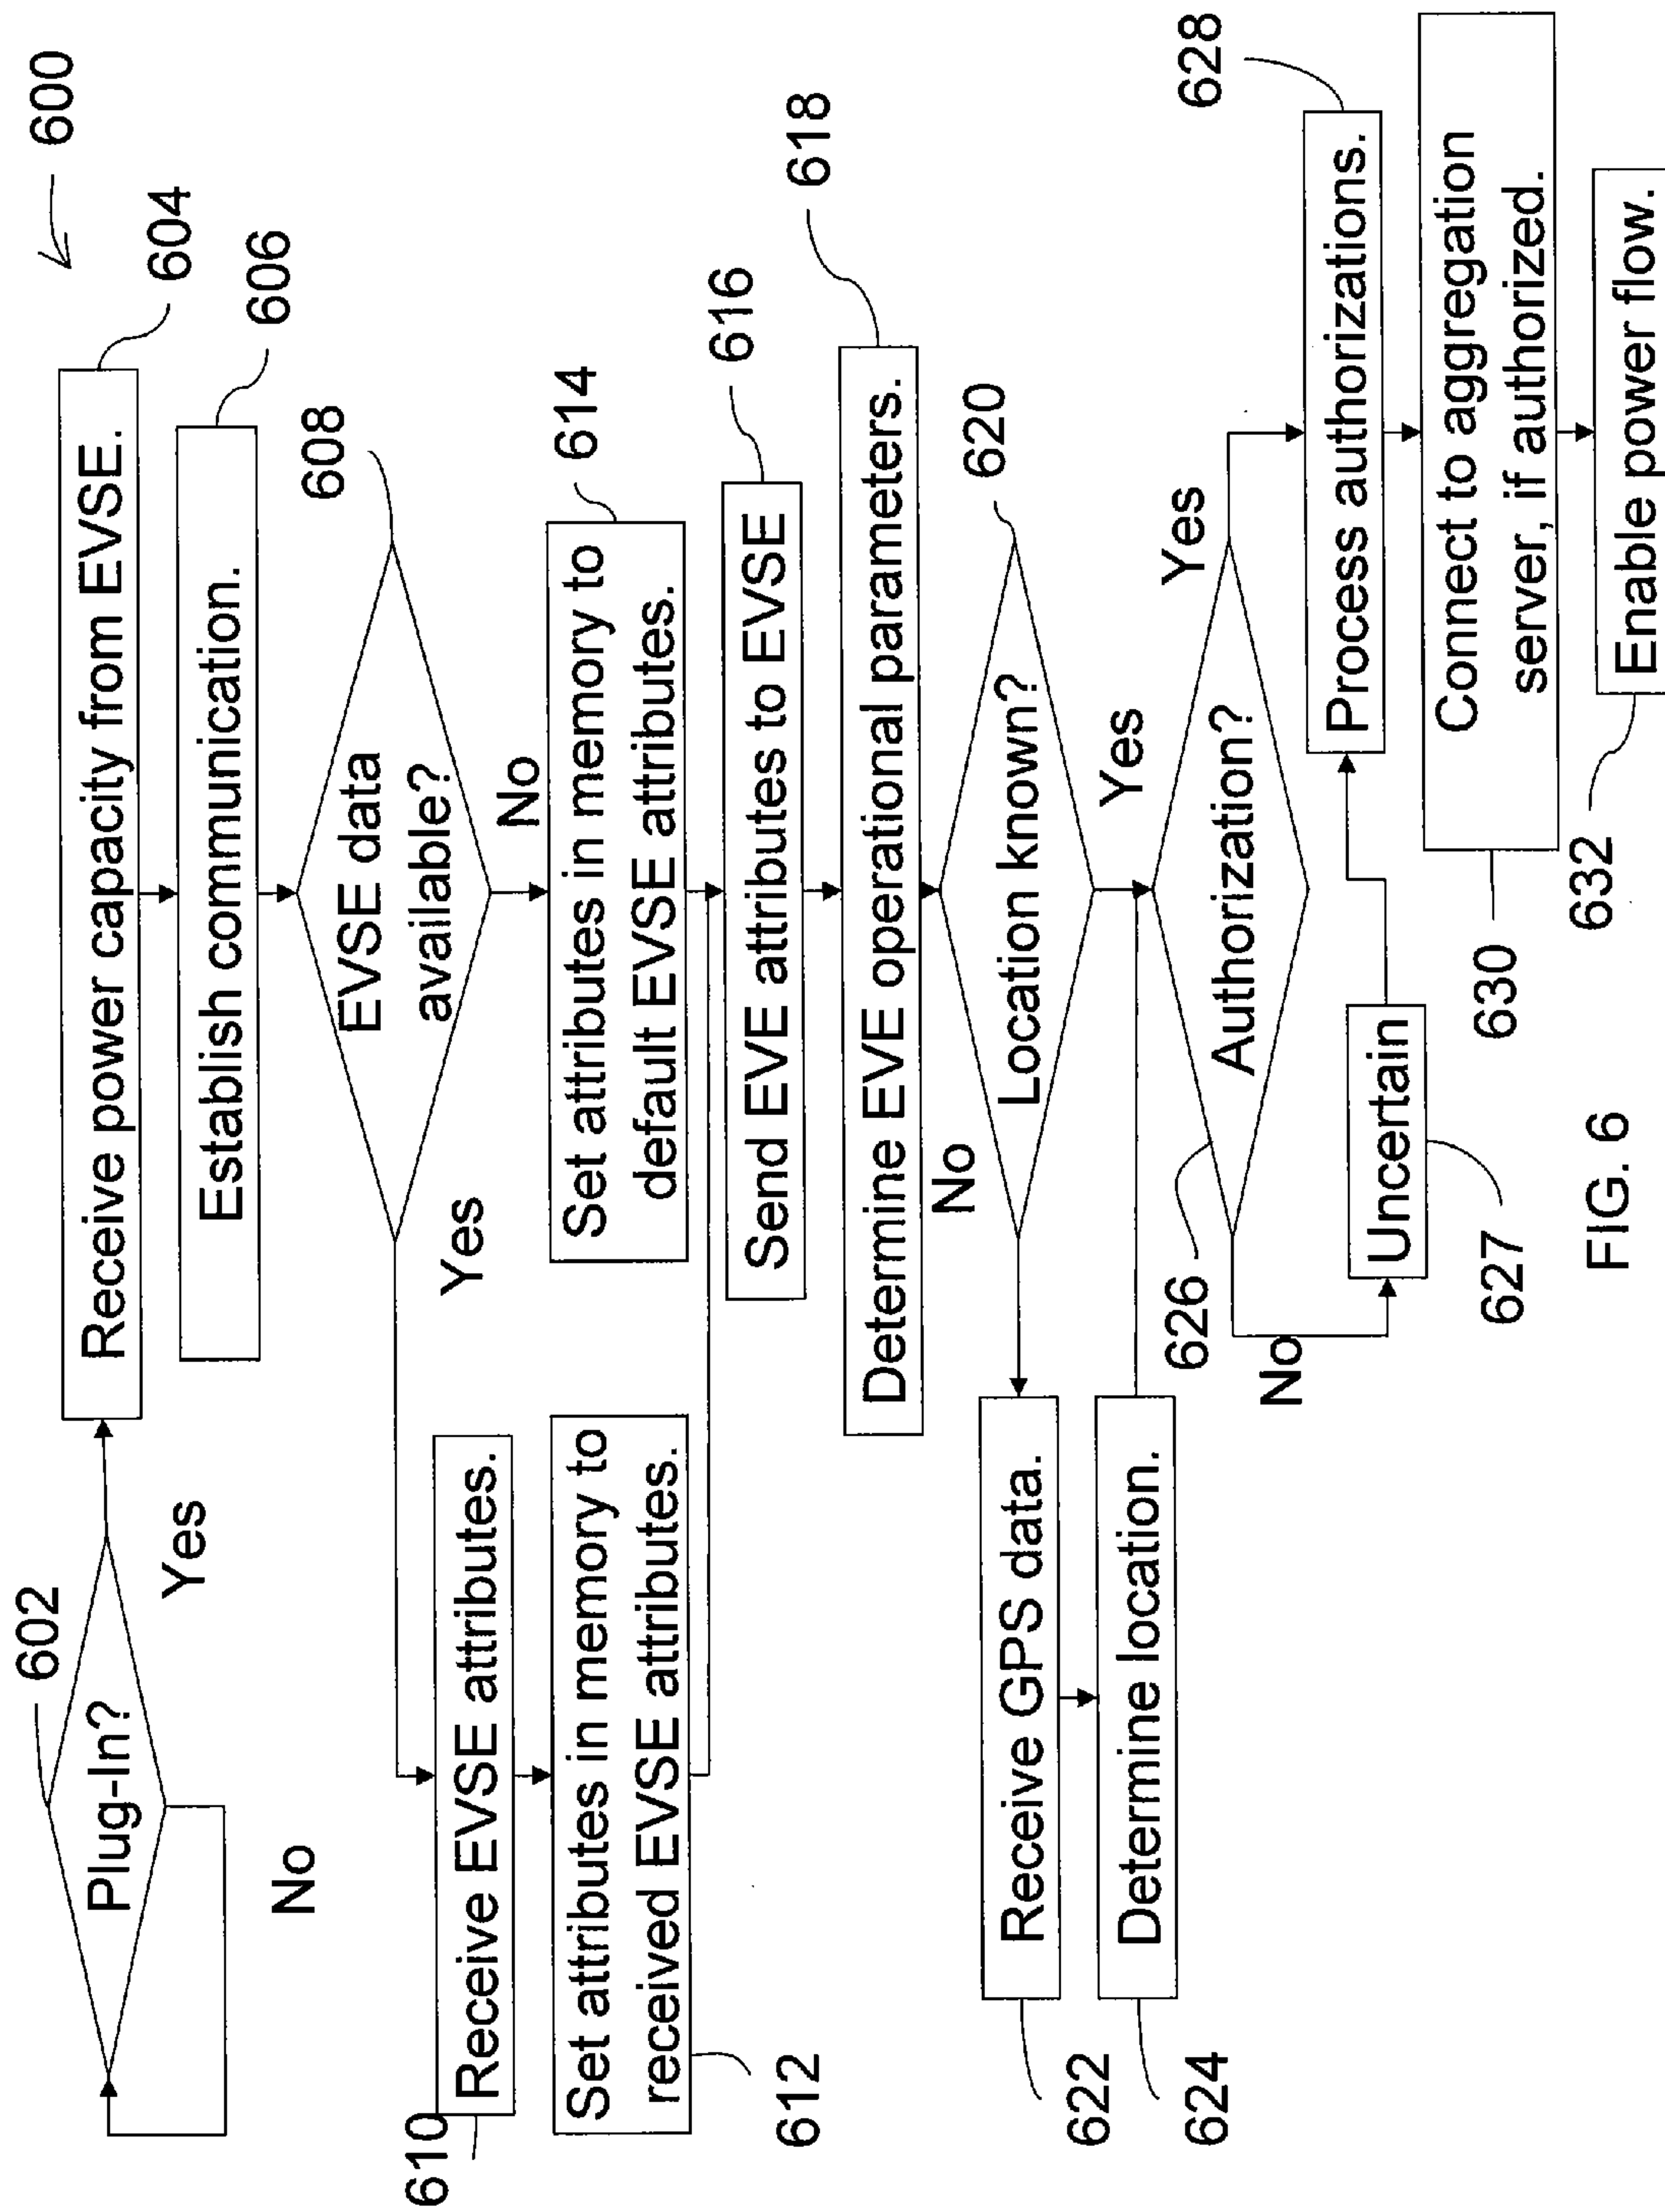 600
602
Plug-In?
Yes
No
Receive power capacity from EVSE.
604
Establish communication.
606
EVSE data
available?
608
Yes
No
610
Receive EVSE attributes.
Set attributes in memory to
received EVSE attributes.
612
Set attributes in memory to
default EVSE attributes.
614
Send EVE attributes to EVSE
616
Determine EVE operational parameters.
618
Location known?
620
No
Yes
Receive GPS data.
622
Determine location.
624
Authorization?
626
Yes
No
Uncertain
627
Process authorizations.
628
Connect to aggregation
server, if authorized.
630
Enable power flow.
632
FIG. 6